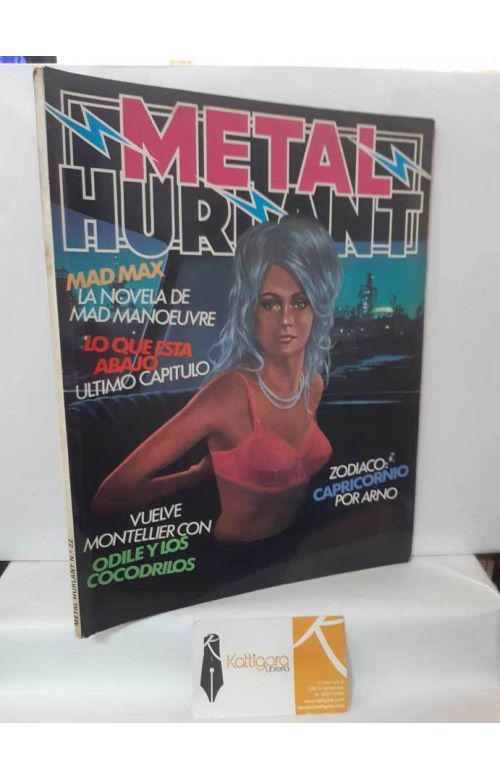 METAL
HURLANT
MAD MAX
LA NOVELA DE
MAD MANOEUVRE
LO QUE ESTA
ABAJO
ULTIMO CAPITULO
ZODIACO:
CAPRICORNIO
POR ARNO
VUELVE
MONTELLIER CON
ODILE Y LOS
COCODRILOS
METAL HURLANT N.º 22
Kattigara
Librería